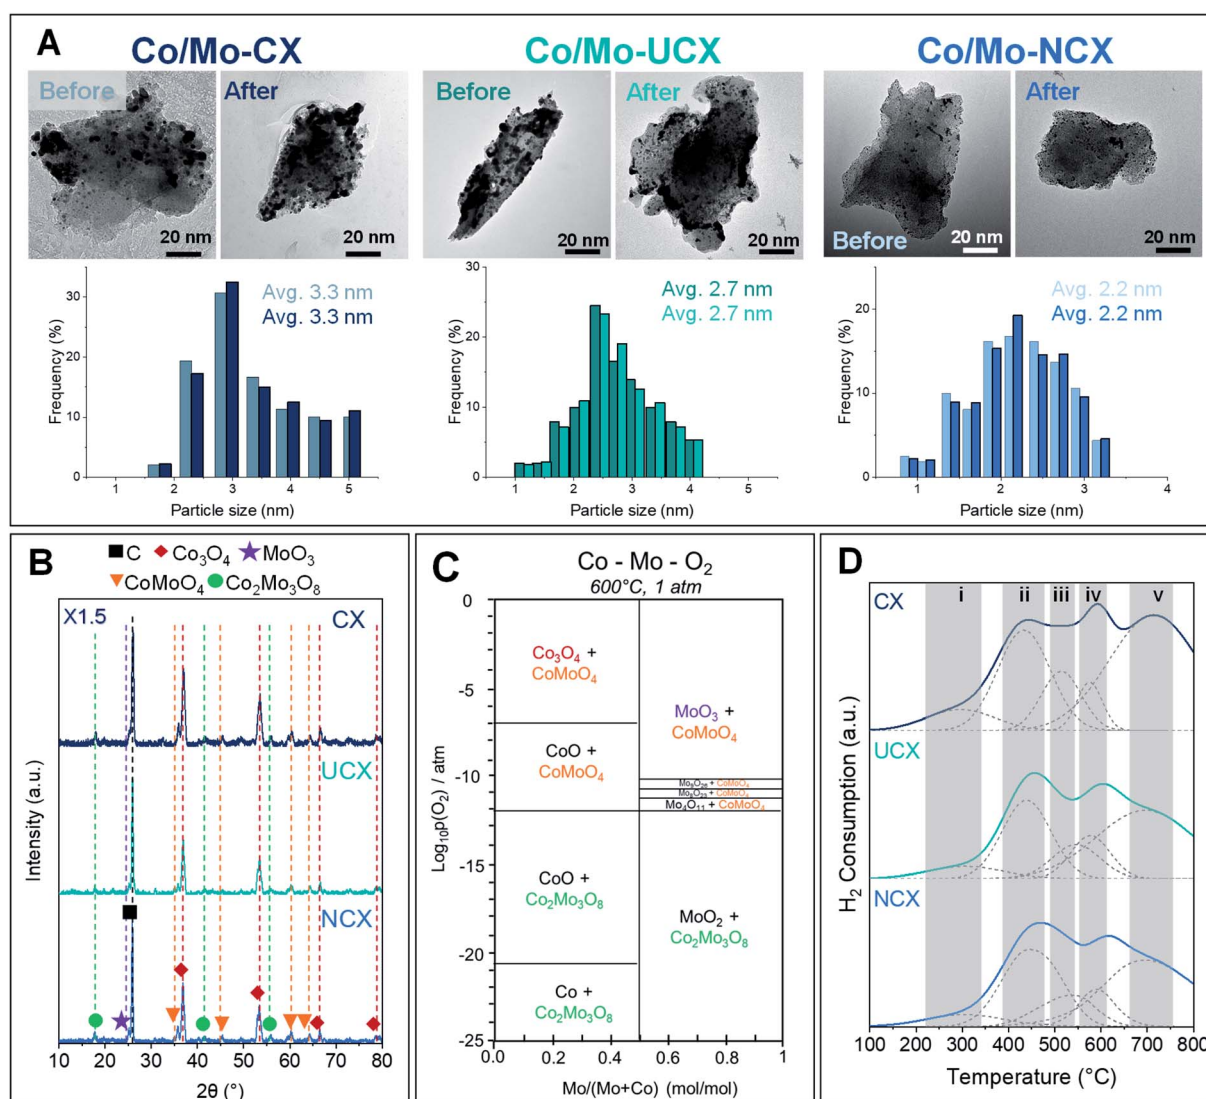 A
Co/Mo-CX
Co/Mo-UCX
Co/Mo-NCX
Before
After
Before
After
Before
After
20 nm
20 nm
20 nm
20 nm
20 nm
20 nm
Avg. 3.3 nm
Avg. 3.3 nm
Frequency (%)
30
20
10
0
1 2 3 4 5
Particle size (nm)
Avg. 2.7 nm
Avg. 2.7 nm
Frequency (%)
30
20
10
0
1 2 3 4 5
Particle size (nm)
Avg. 2.2 nm
Avg. 2.2 nm
Frequency (%)
20
10
0
1 2 3 4
Particle size (nm)
B
C Co₃O₄ MoO₃
CoMoO₄ Co₂Mo₃O₈
X1.5
CX
UCX
NCX
Intensity (a.u.)
10 20 30 40 50 60 70 80
2θ (°)
C
Co - Mo - O₂
600°C, 1 atm
Log₁₀p(O₂) / atm
0
-5
-10
-15
-20
-25
Co₃O₄ +
CoMoO₄
CoO +
CoMoO₄
CoO +
Co₂Mo₃O₈
Co +
Co₂Mo₃O₈
MoO₃ +
CoMoO₄
Mo₄O₁₁ + CoMoO₄
MoO₂ +
Co₂Mo₃O₈
0.0 0.2 0.4 0.6 0.8 1
Mo/(Mo+Co) (mol/mol)
D
i ii iii iv v
CX
UCX
NCX
H₂ Consumption (a.u.)
100 200 300 400 500 600 700 800
Temperature (°C)